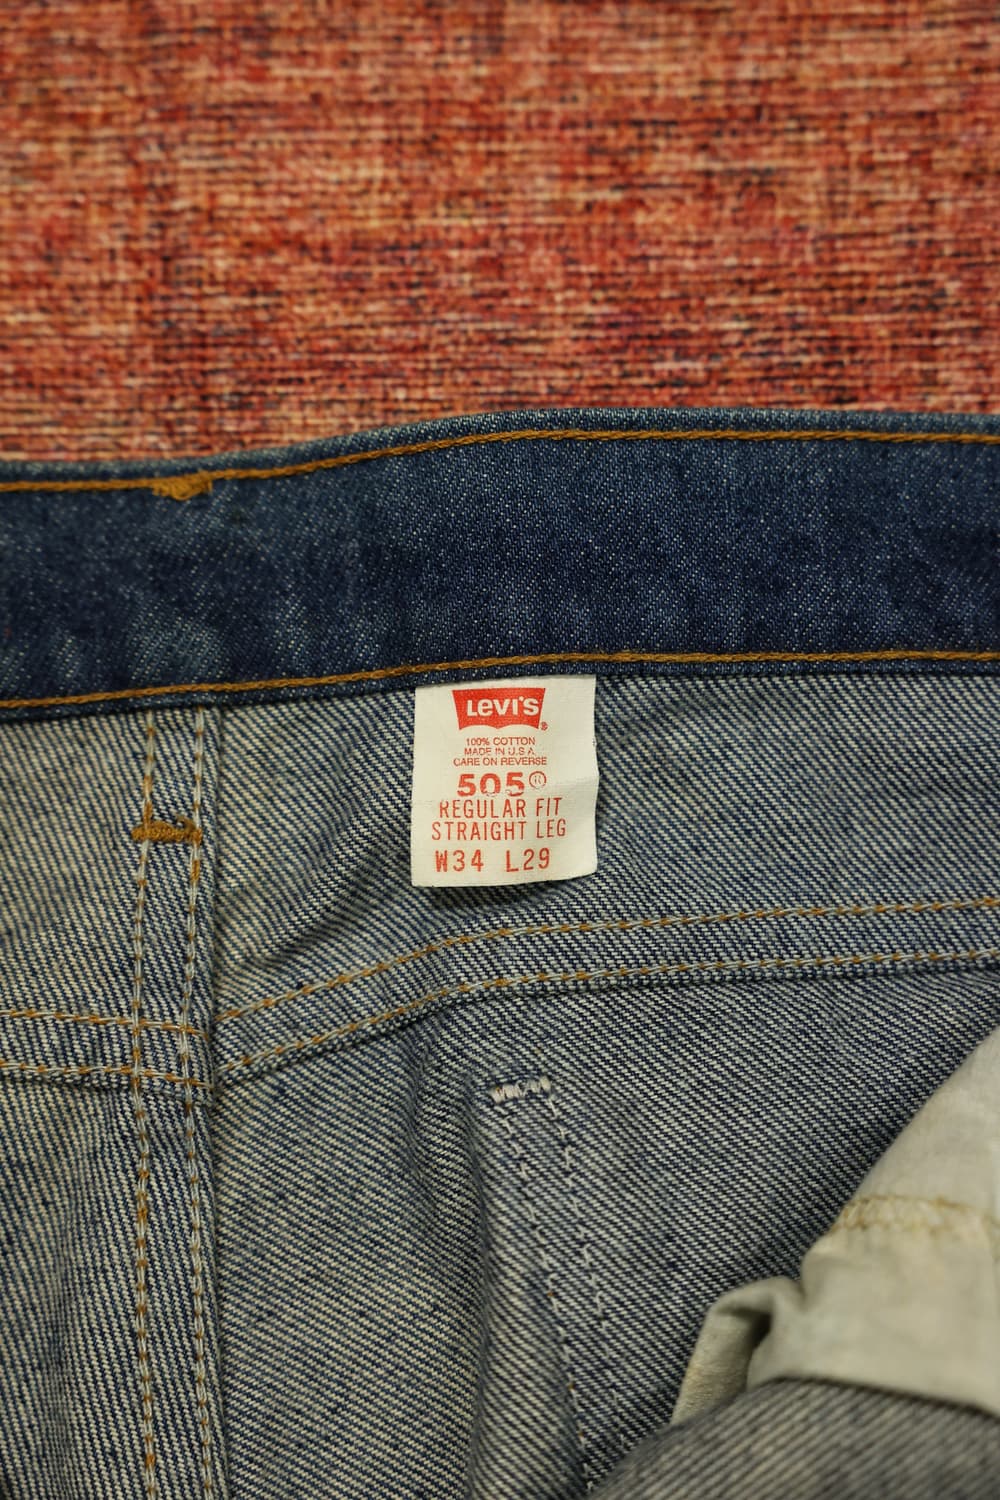 LEVI'S®
100% COTTON
MADE IN U.S.A.
CARE ON REVERSE
505®
REGULAR FIT
STRAIGHT LEG
W34 L29